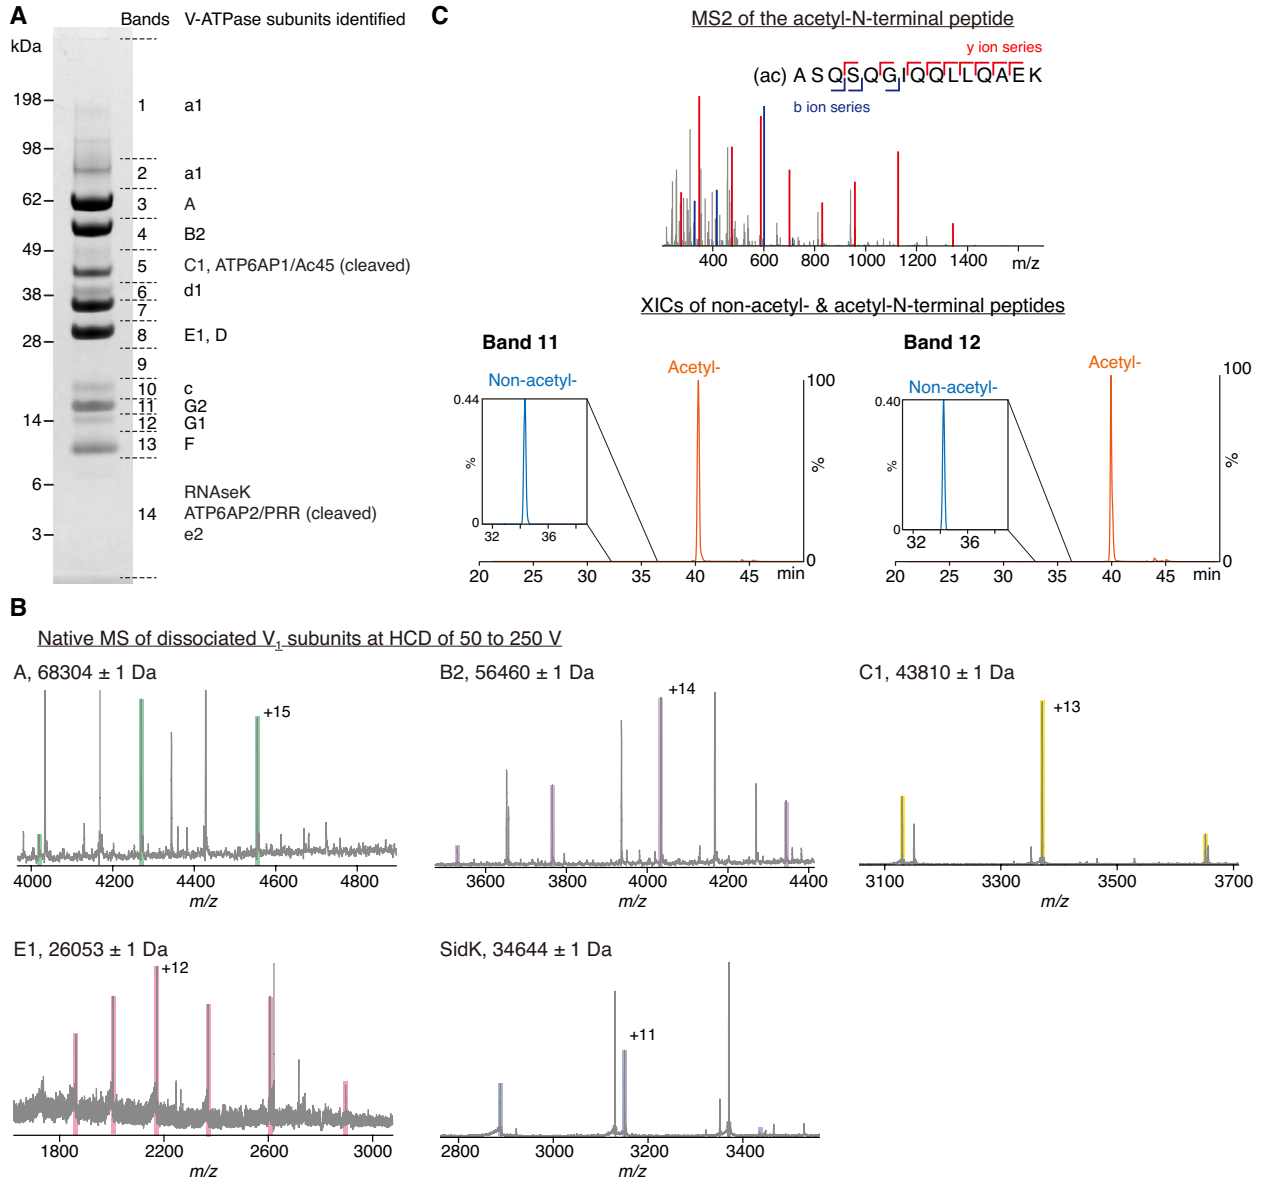 A
Bands V-ATPase subunits identified
kDa
198
98
62
49
38
28
14
6
3
1 a1
2 a1
3 A
4 B2
5 C1, ATP6AP1/Ac45 (cleaved)
6 d1
7
8 E1, D
9
10 c
11 G2
12 G1
13 F
RNAseK
14 ATP6AP2/PRR (cleaved)
e2
C
MS2 of the acetyl-N-terminal peptide
y ion series
(ac) A S Q S Q G I Q Q L L Q A E K
b ion series
400 600 800 1000 1200 1400 m/z
XICs of non-acetyl- & acetyl-N-terminal peptides
Band 11
Non-acetyl-
Acetyl-
0.44
%
0
32 36
100
%
0
20 25 30 35 40 45 min
Band 12
Non-acetyl-
Acetyl-
0.40
%
0
32 36
100
%
0
20 25 30 35 40 45 min
B
Native MS of dissociated V1 subunits at HCD of 50 to 250 V
A, 68304 ± 1 Da
+15
4000 4200 4400 4600 4800
m/z
B2, 56460 ± 1 Da
+14
3600 3800 4000 4200 4400
m/z
C1, 43810 ± 1 Da
+13
3100 3300 3500 3700
m/z
E1, 26053 ± 1 Da
+12
1800 2200 2600 3000
m/z
SidK, 34644 ± 1 Da
+11
2800 3000 3200 3400
m/z